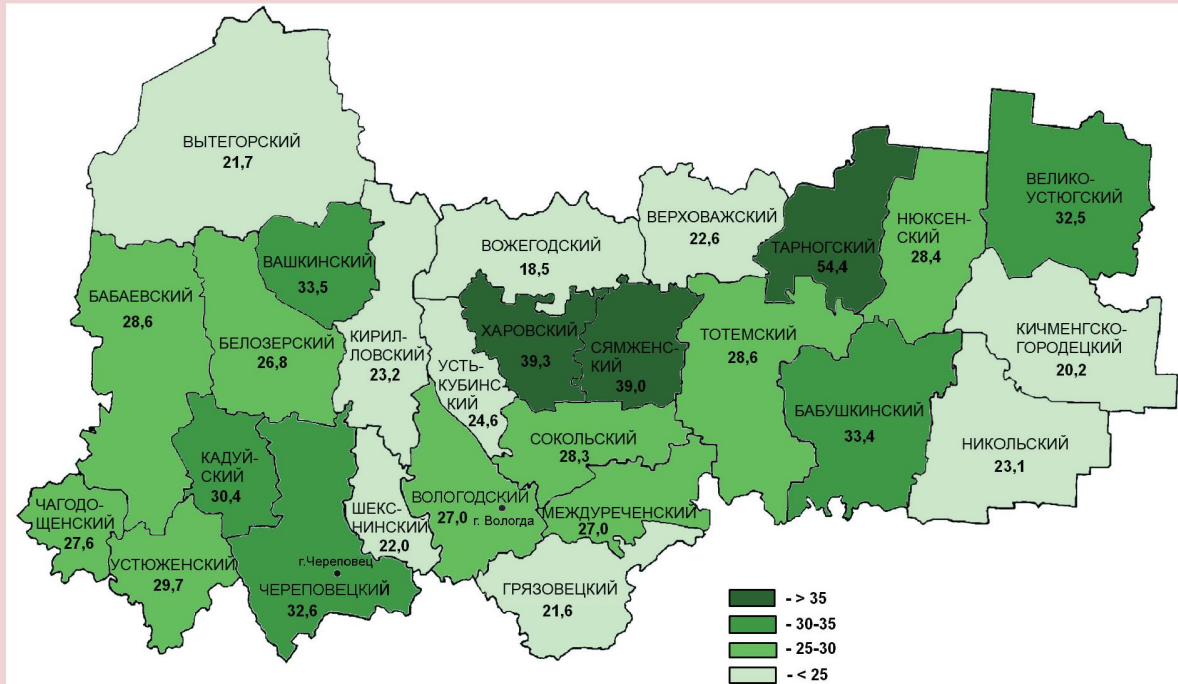 ВЫТЕГОРСКИЙ
21,7
ВЕЛИКО-
УСТЮГСКИЙ
32,5
ВЕРХОВАЖСКИЙ
22,6
НЮКСЕН-
СКИЙ
28,4
ТАРНОГСКИЙ
54,4
ВОЖЕГОДСКИЙ
18,5
ВАШКИНСКИЙ
33,5
БАБАЕВСКИЙ
28,6
БЕЛОЗЕРСКИЙ
26,8
КИРИЛ-
ЛОВСКИЙ
23,2
УСТЬ-
КУБИН-
СКИЙ
24,6
ХАРОВСКИЙ
39,3
СЯМЖЕН-
СКИЙ
39,0
ТОТЕМСКИЙ
28,6
КИЧМЕНГСКО-
ГОРОДЕЦКИЙ
20,2
БАБУШКИНСКИЙ
33,4
НИКОЛЬСКИЙ
23,1
СОКОЛЬСКИЙ
28,3
КАДУЙ-
СКИЙ
30,4
ЧАГОДО-
ЩЕНСКИЙ
27,6
ШЕКС-
НИНСКИЙ
22,0
ВОЛОГОДСКИЙ
27,0
г. Вологда
МЕЖДУРЕЧЕНСКИЙ
27,0
УСТЮЖЕНСКИЙ
29,7
г.Череповец
ЧЕРЕПОВЕЦКИЙ
32,6
ГРЯЗОВЕЦКИЙ
21,6
- > 35
- 30-35
- 25-30
- < 25